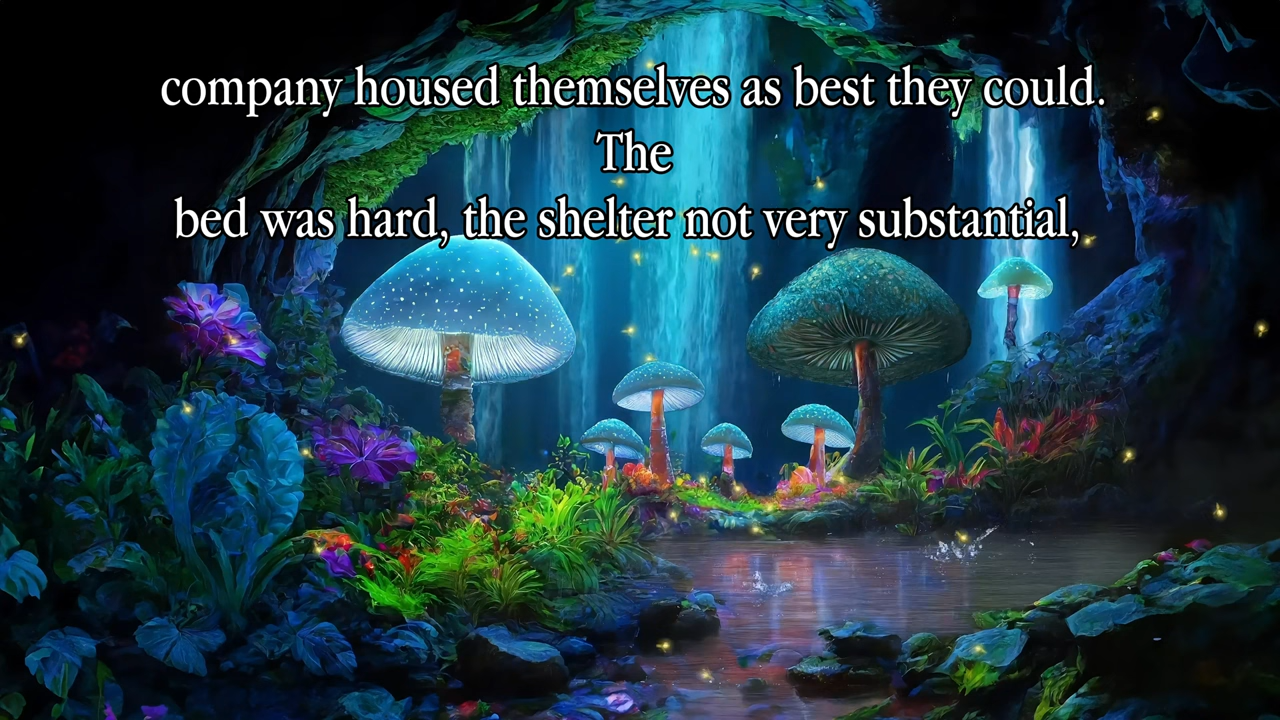 company housed themselves as best they could.
The
bed was hard, the shelter not very substantial,